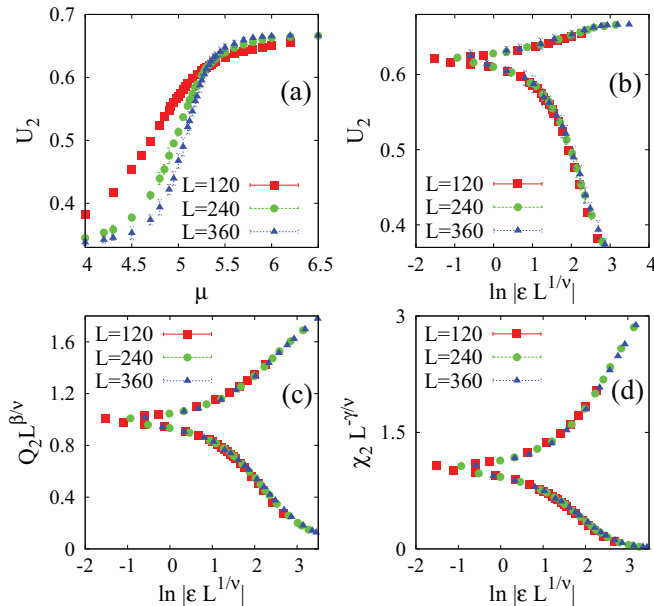 0.7
0.6
0.5
0.4
U₂
(a)
L=120
L=240
L=360
4 4.5 5 5.5 6 6.5
μ
0.6
0.4
U₂
(b)
L=120
L=240
L=360
-2 -1 0 1 2 3 4
ln |ε L^{1/ν}|
1.6
1.2
0.8
0.4
0
Q₂L^{β/ν}
L=120
L=240
L=360
(c)
-2 -1 0 1 2 3
ln |ε L^{1/ν}|
3
1.5
0
χ₂ L^{-γ/ν}
L=120
L=240
L=360
(d)
-2 -1 0 1 2 3
ln |ε L^{1/ν}|